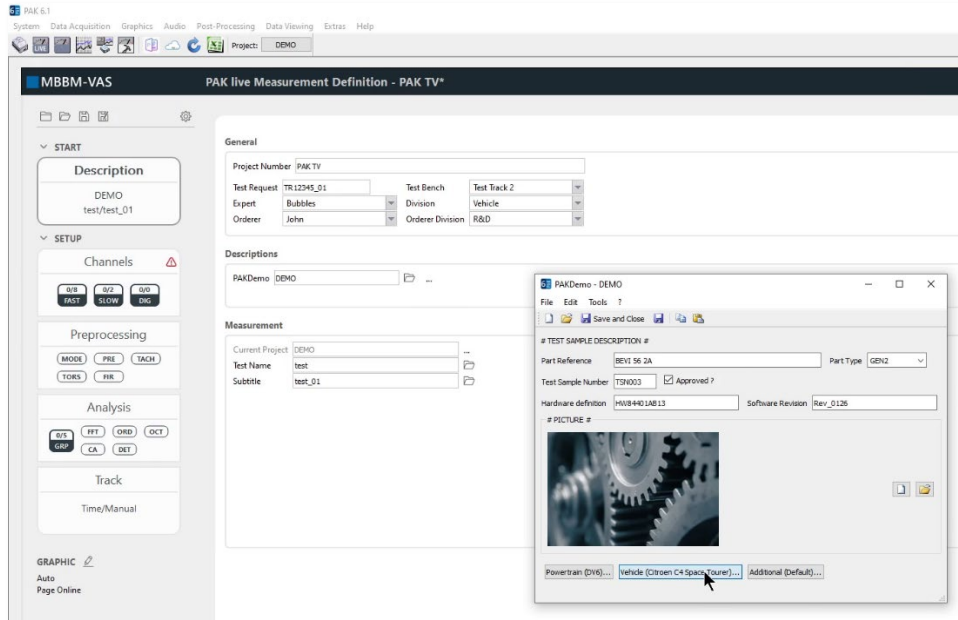 PAK 6.1
System Data Acquisition Graphics Audio Post-Processing Data Viewing Extras Help
LIVE Project: DEMO
MBBM-VAS PAK live Measurement Definition - PAK TV*
START
Description
DEMO
test/test_01
SETUP
Channels
0/8 FAST 0/2 SLOW 0/0 DIG
Preprocessing
MODE PRE TACH
TORS FIR
Analysis
0/5 GRP FFT ORD OCT
CA DET
Track
Time/Manual
GRAPHIC
Auto
Page Online
General
Project Number PAK TV
Test Request TR12345_01 Test Bench Test Track 2
Expert Bubbles Division Vehicle
Orderer John Orderer Division R&D
Descriptions
PAKDemo DEMO ...
Measurement
Current Project DEMO ...
Test Name test
Subtitle test_01
PAKDemo - DEMO
File Edit Tools ?
Save and Close
# TEST SAMPLE DESCRIPTION #
Part Reference BEVI 56 2A Part Type GEN2
Test Sample Number TSN003 Approved ?
Hardware definition HW84401AB13 Software Revision Rev_0126
# PICTURE #
Powertrain (DV6)... Vehicle (Citroen C4 Space Tourer)... Additional (Default)...